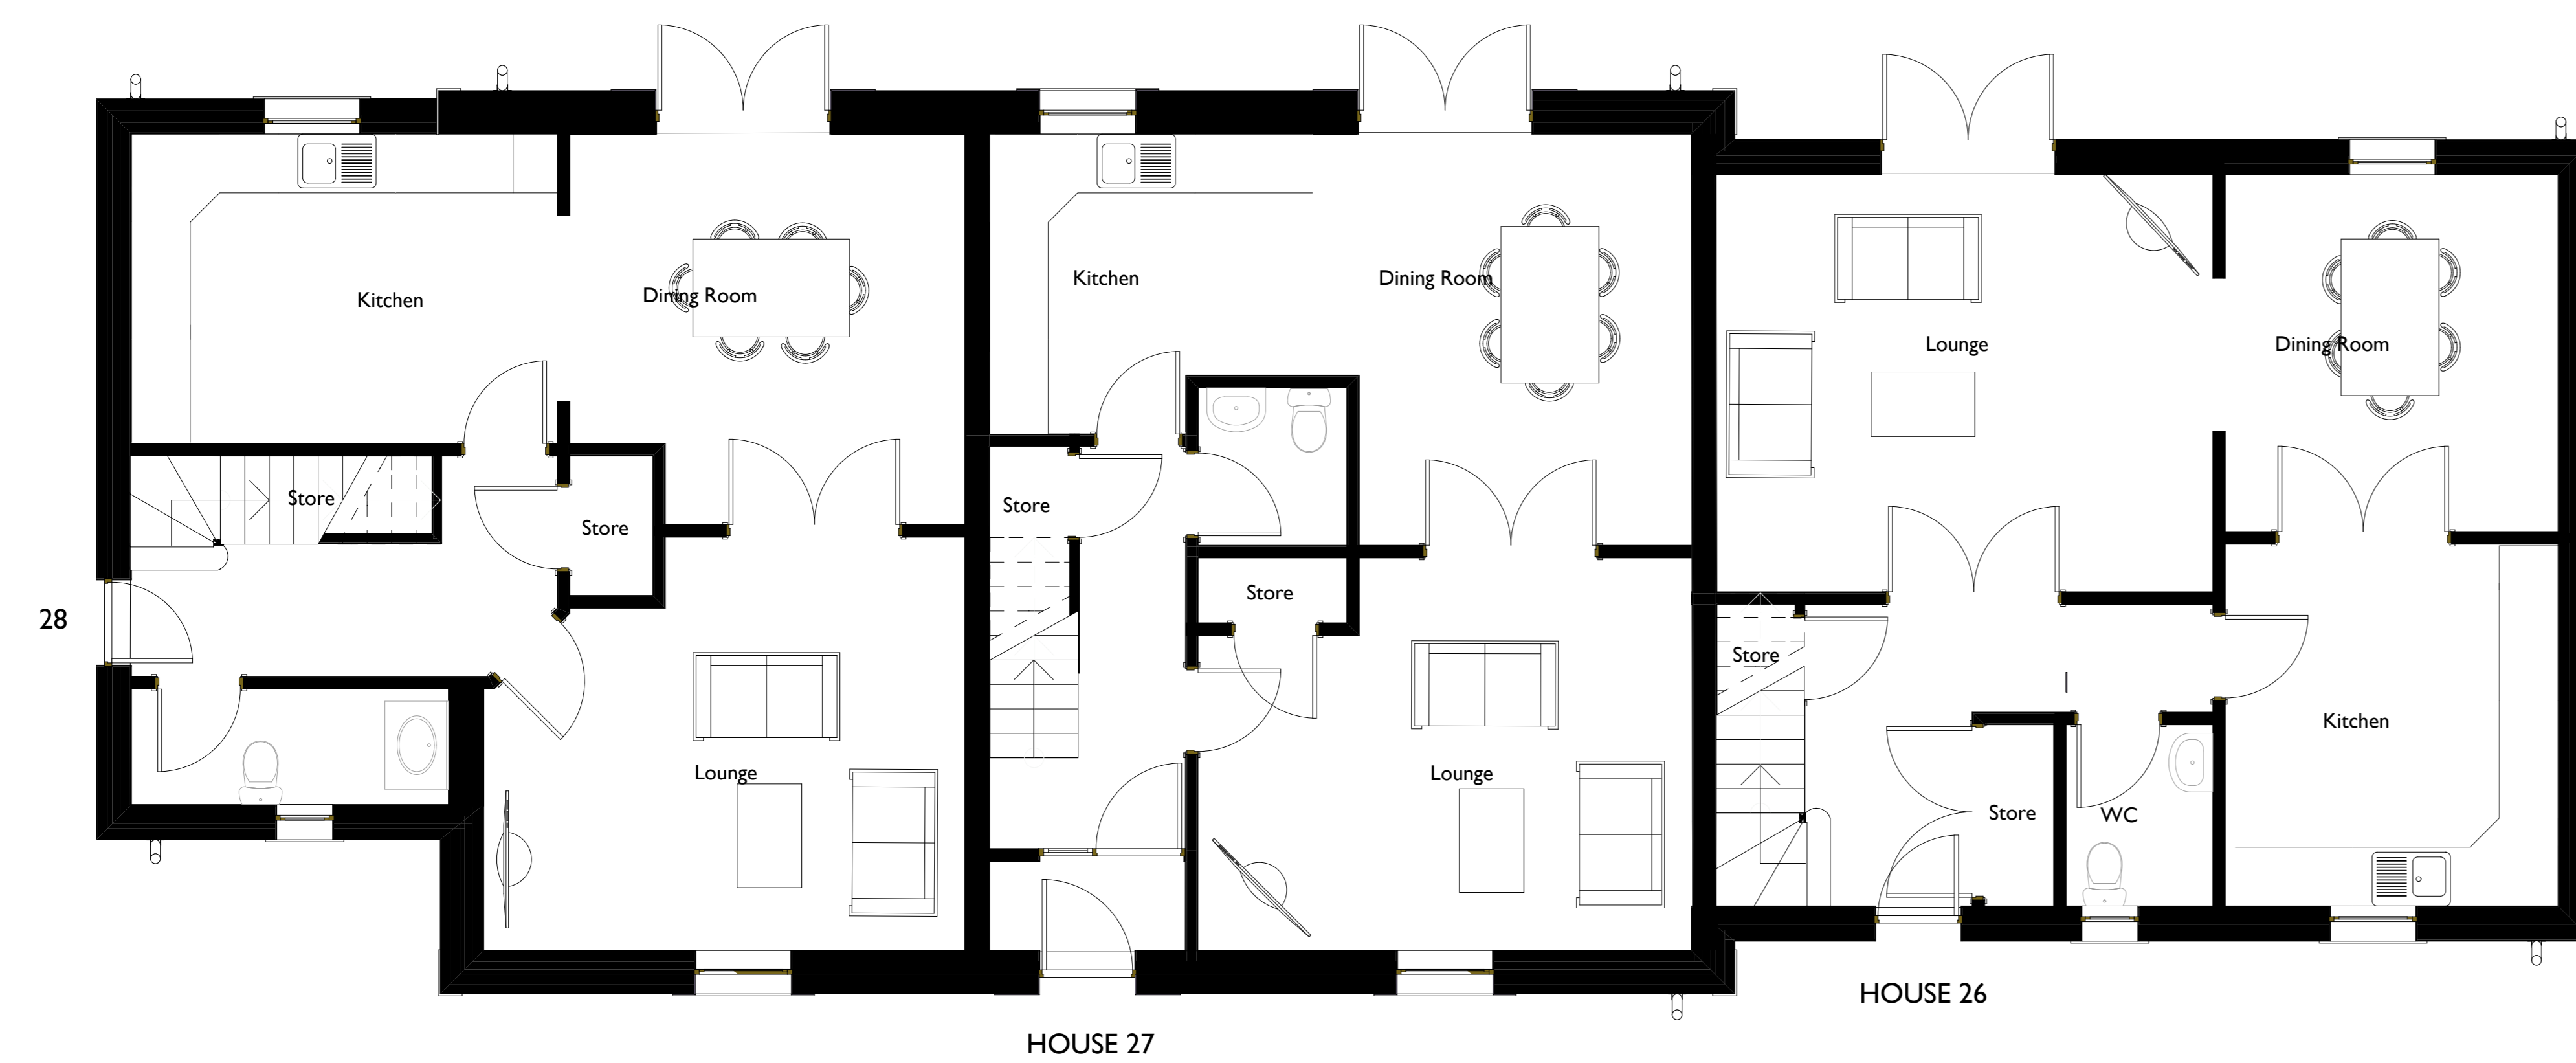 Kitchen
Dining Room
Store
Store
28
Lounge
Kitchen
Dining Room
Store
Store
Lounge
HOUSE 27
Lounge
Dining Room
Store
Kitchen
Store
WC
HOUSE 26